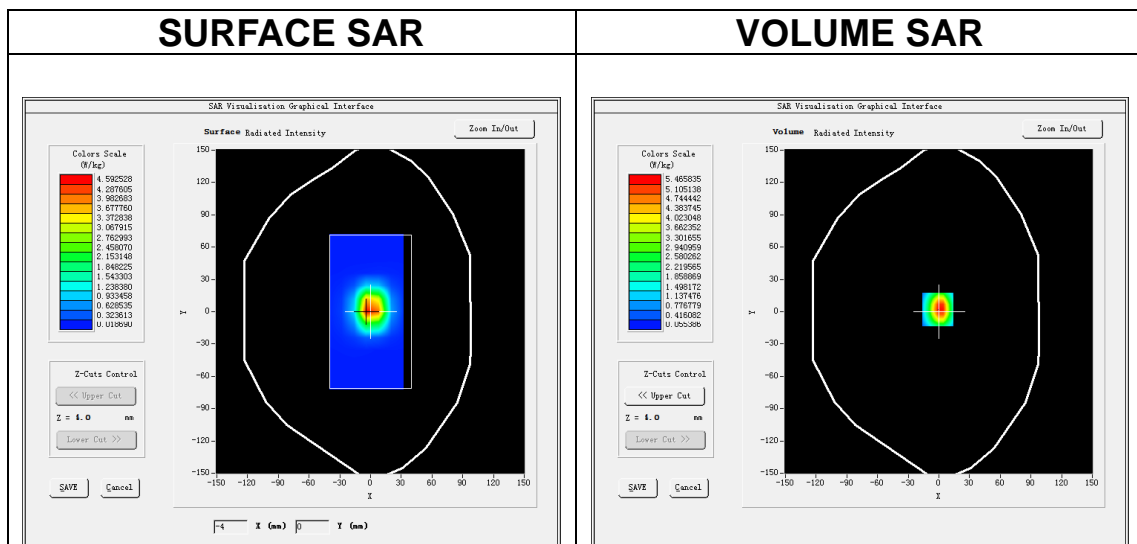 SURFACE SAR
VOLUME SAR
SAR Visualisation Graphical Interface
Surface Radiated Intensity
Zoom In/Out
Colors Scale
(W/kg)
4.592528
4.287605
3.982683
3.677760
3.372838
3.067915
2.762993
2.458070
2.153148
1.848225
1.543303
1.238380
0.933458
0.628535
0.323613
0.018690
150
120
90
60
30
0
-30
-60
-90
-120
-150
Y
-150 -120 -90 -60 -30 0 30 60 90 120 150
X
Z-Cuts Control
<< Upper Cut
Z = 4.0 mm
Lower Cut >>
SAVE Cancel
-4 X (mm) 0 Y (mm)
SAR Visualisation Graphical Interface
Volume Radiated Intensity
Zoom In/Out
Colors Scale
(W/kg)
5.465835
5.105138
4.744442
4.383745
4.023048
3.662352
3.301655
2.940959
2.580262
2.219565
1.858869
1.498172
1.137476
0.776779
0.416082
0.055386
150
120
90
60
30
0
-30
-60
-90
-120
-150
Y
-150 -120 -90 -60 -30 0 30 60 90 120 150
X
Z-Cuts Control
<< Upper Cut
Z = 4.0 mm
Lower Cut >>
SAVE Cancel